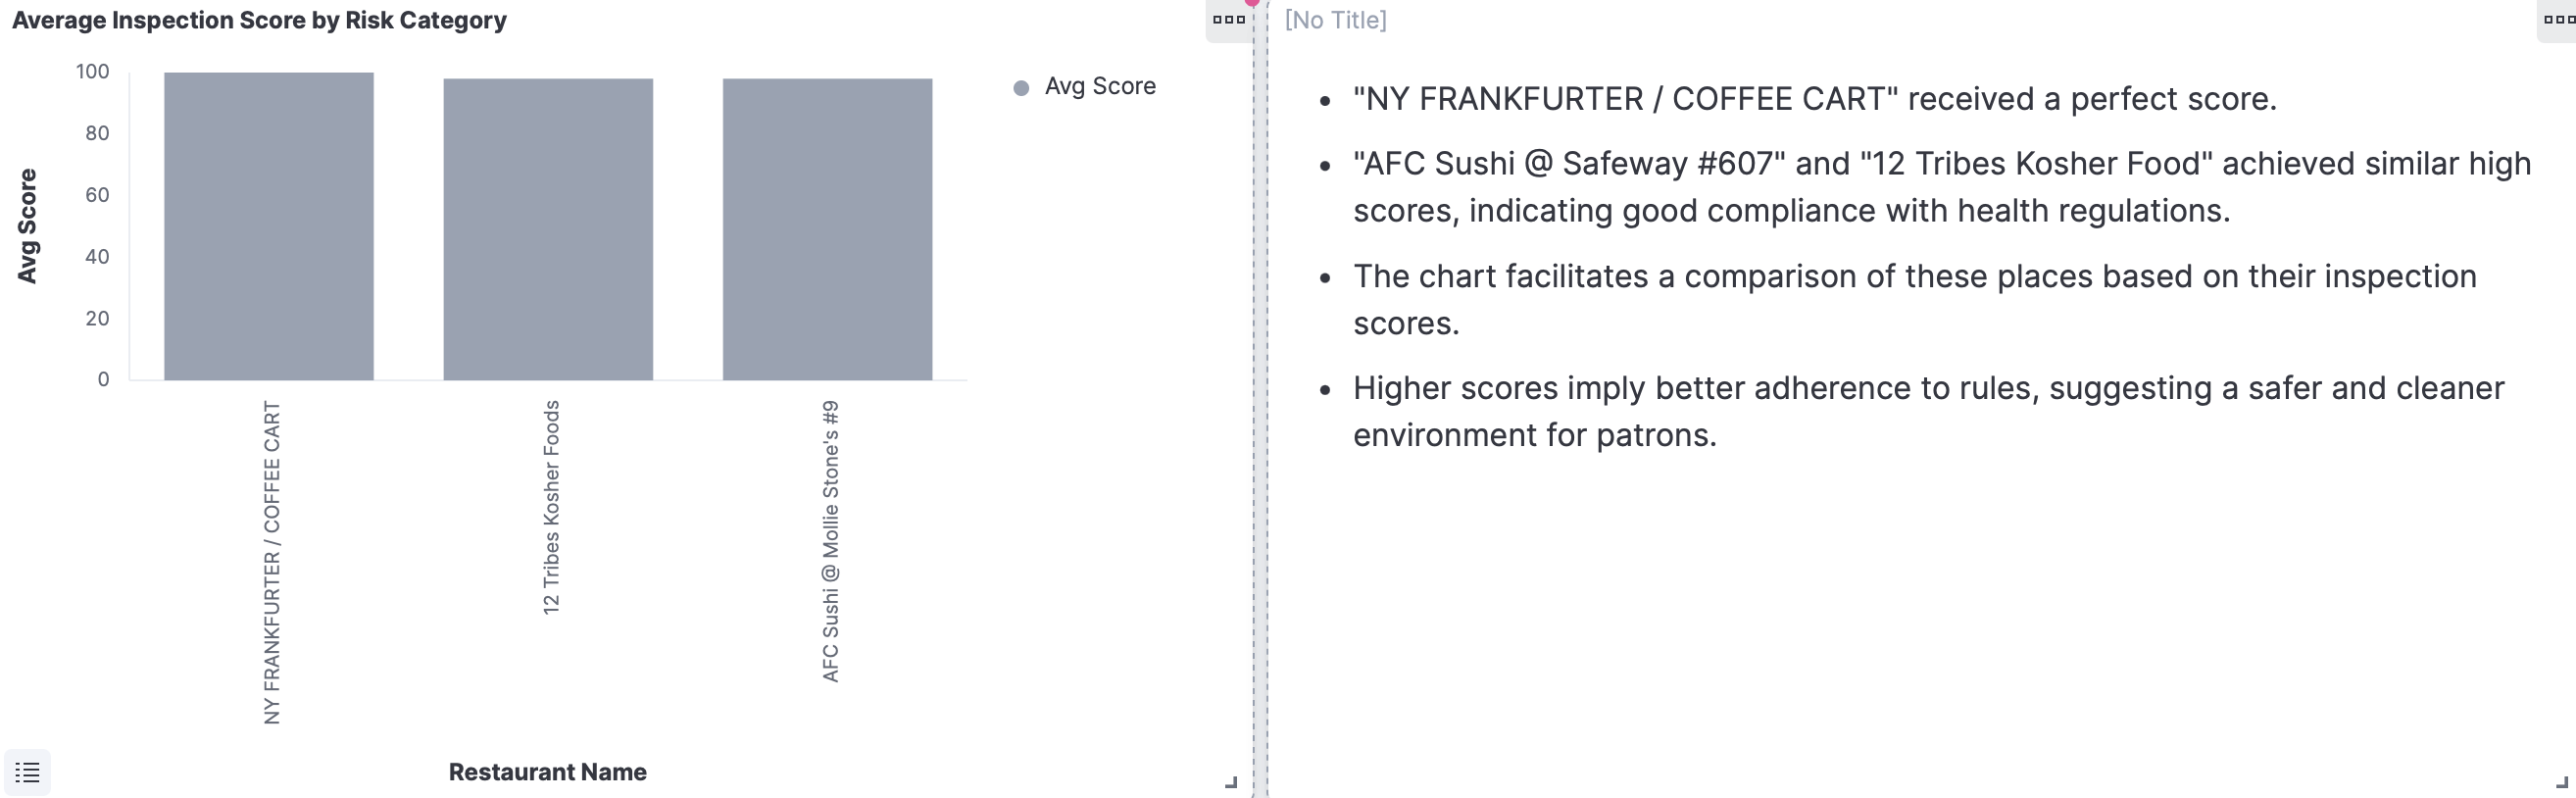 Average Inspection Score by Risk Category
100
80
60
40
20
0
Avg Score
Avg Score
NY FRANKFURTER / COFFEE CART
12 Tribes Kosher Foods
AFC Sushi @ Mollie Stone's #9
Restaurant Name
[No Title]
• "NY FRANKFURTER / COFFEE CART" received a perfect score.
• "AFC Sushi @ Safeway #607" and "12 Tribes Kosher Food" achieved similar high
scores, indicating good compliance with health regulations.
• The chart facilitates a comparison of these places based on their inspection
scores.
• Higher scores imply better adherence to rules, suggesting a safer and cleaner
environment for patrons.